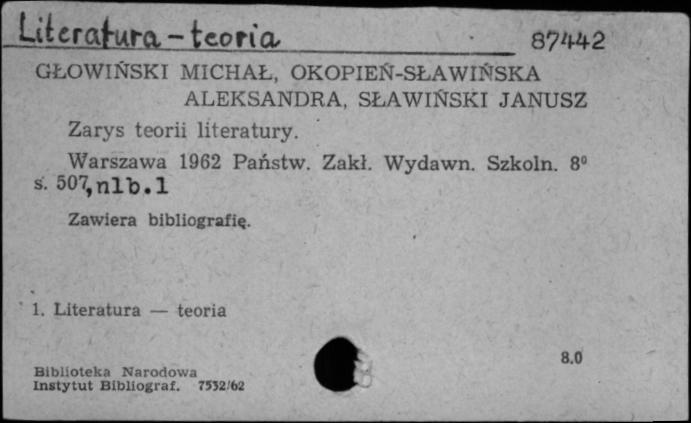 Literatura - teoria 87442
GŁOWIŃSKI MICHAŁ, OKOPIEŃ-SŁAWIŃSKA
ALEKSANDRA, SŁAWIŃSKI JANUSZ
Zarys teorii literatury.
Warszawa 1962 Państw. Zakł. Wydawn. Szkoln. 8⁰
s. 507, nlb. 1
Zawiera bibliografię.
1. Literatura — teoria
8.0
Biblioteka Narodowa
Instytut Bibliograf. 7532/62